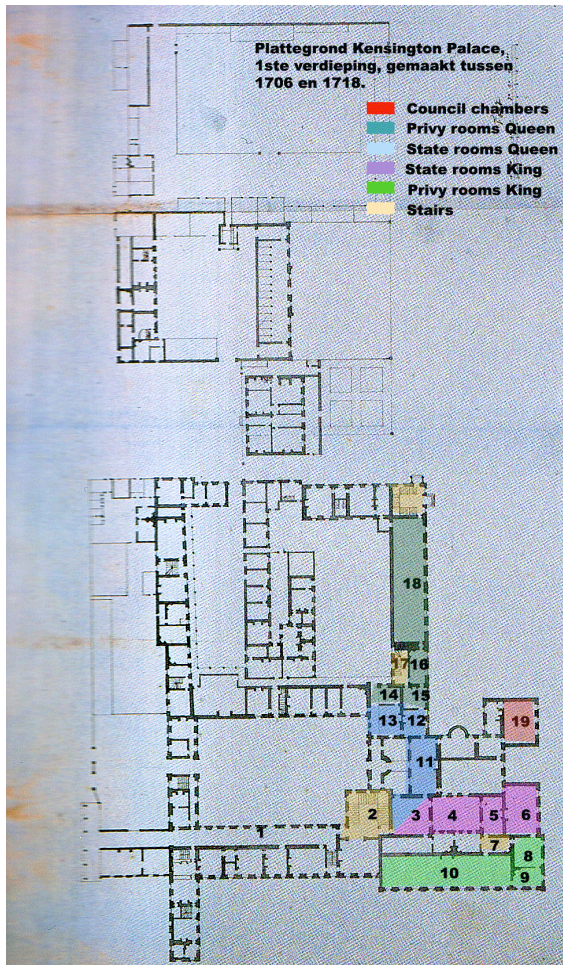 Plattegrond Kensington Palace,
1ste verdieping, gemaakt tussen
1706 en 1718.
Council chambers
Privy rooms Queen
State rooms Queen
State rooms King
Privy rooms King
Stairs
18
17 16
14 15
13 12
19
11
2
3 4 5 6
1
7
8
10
9